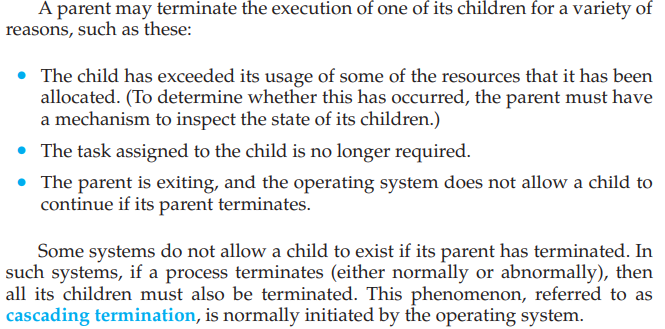 A parent may terminate the execution of one of its children for a variety of
reasons, such as these:
• The child has exceeded its usage of some of the resources that it has been
allocated. (To determine whether this has occurred, the parent must have
a mechanism to inspect the state of its children.)
• The task assigned to the child is no longer required.
• The parent is exiting, and the operating system does not allow a child to
continue if its parent terminates.
Some systems do not allow a child to exist if its parent has terminated. In
such systems, if a process terminates (either normally or abnormally), then
all its children must also be terminated. This phenomenon, referred to as
cascading termination, is normally initiated by the operating system.